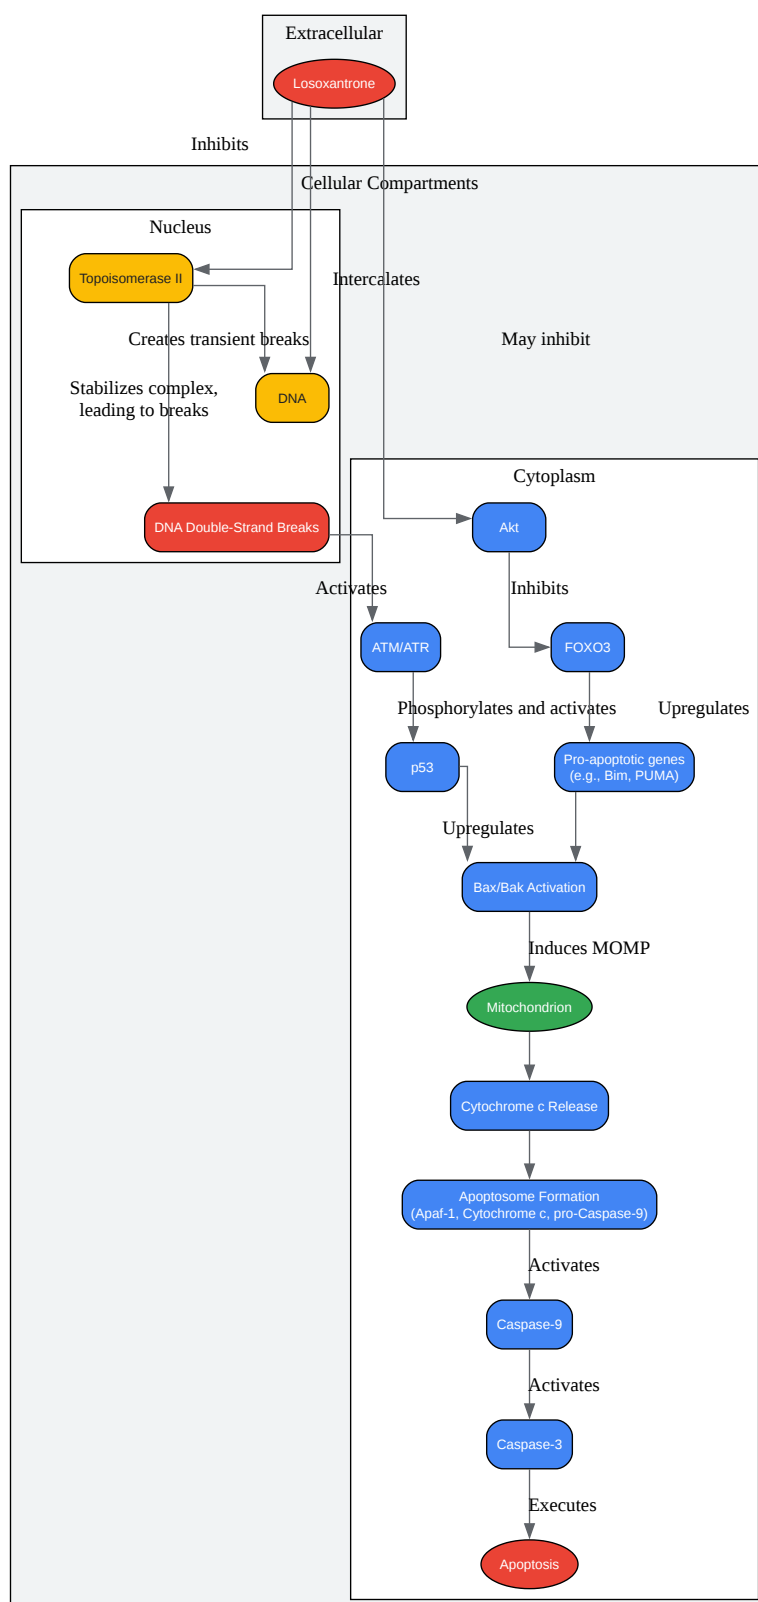 Extracellular
Losoxantrone
Inhibits
Cellular Compartments
Nucleus
Topoisomerase II
Intercalates
Creates transient breaks
May inhibit
Stabilizes complex,
leading to breaks
DNA
Cytoplasm
DNA Double-Strand Breaks
Akt
Activates
Inhibits
ATM/ATR
FOXO3
Phosphorylates and activates
Upregulates
p53
Pro-apoptotic genes
(e.g., Bim, PUMA)
Upregulates
Bax/Bak Activation
Induces MOMP
Mitochondrion
Cytochrome c Release
Apoptosome Formation
(Apaf-1, Cytochrome c, pro-Caspase-9)
Activates
Caspase-9
Activates
Caspase-3
Executes
Apoptosis